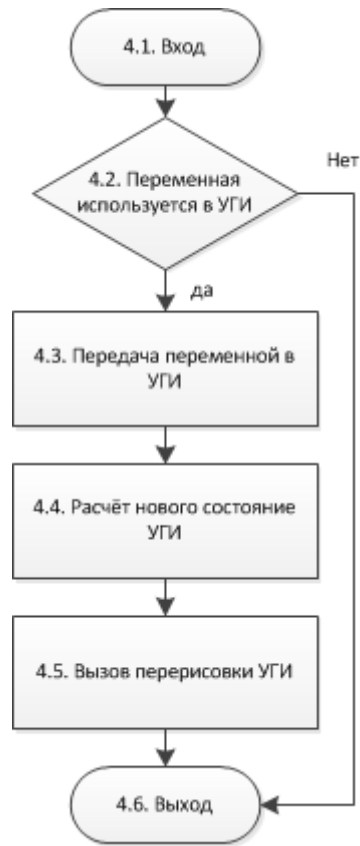 4.1. Вход
Нет
4.2. Переменная
используется в УГИ
да
4.3. Передача переменной в
УГИ
4.4. Расчёт нового состояние
УГИ
4.5. Вызов перерисовки УГИ
4.6. Выход